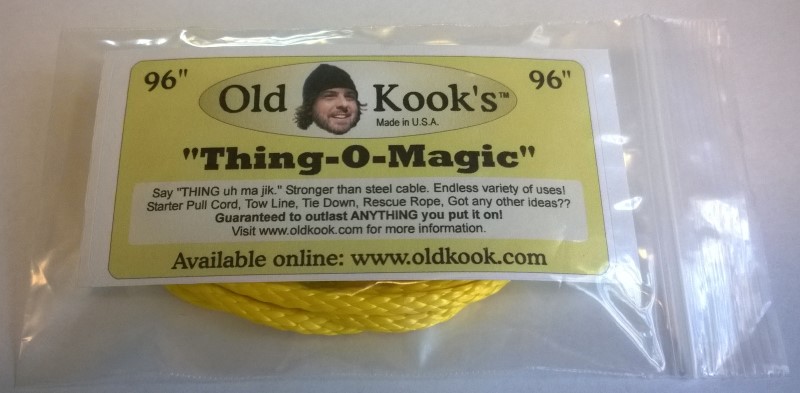 96" Old Kook's™ 96"
Made in U.S.A.
"Thing-O-Magic"
Say "THING uh ma jik." Stronger than steel cable. Endless variety of uses!
Starter Pull Cord, Tow Line, Tie Down, Rescue Rope, Got any other ideas??
Guaranteed to outlast ANYTHING you put it on!
Visit www.oldkook.com for more information.
Available online: www.oldkook.com